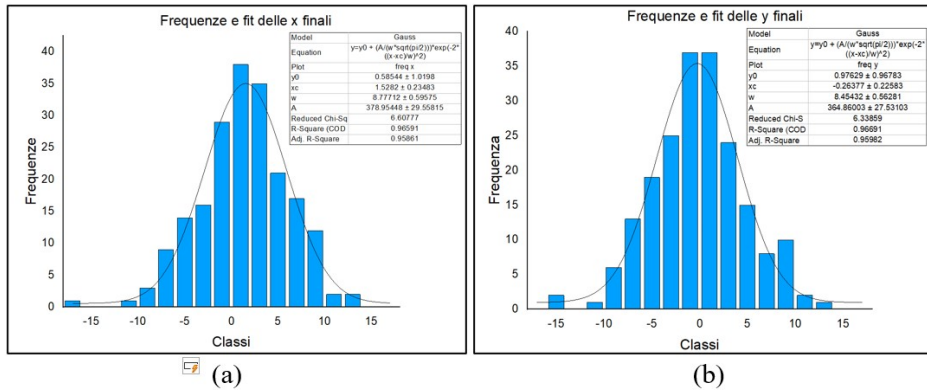 Frequenze e fit delle x finali
Model Gauss
Equation y=y0 + (A/(w*sqrt(pi/2)))*exp(-2*
((x-xc)/w)^2)
Plot freq x
y0 0.58544 ± 1.0198
xc 1.5282 ± 0.23483
w 8.77712 ± 0.59575
A 378.95448 ± 29.55815
Reduced Chi-Sq 6.60777
R-Square (COD 0.96591
Adj. R-Square 0.95861
Frequenze
40
35
30
25
20
15
10
5
0
-15 -10 -5 0 5 10 15
Classi
(a)
Frequenze e fit delle y finali
Model Gauss
Equation y=y0 + (A/(w*sqrt(pi/2)))*exp(-2*
((x-xc)/w)^2)
Plot freq y
y0 0.97629 ± 0.96783
xc -0.26377 ± 0.22583
w 8.45432 ± 0.56281
A 364.86003 ± 27.53103
Reduced Chi-S 6.33859
R-Square (COD 0.96691
Adj. R-Square 0.95982
Frequenza
40
35
30
25
20
15
10
5
0
-15 -10 -5 0 5 10 15
Classi
(b)